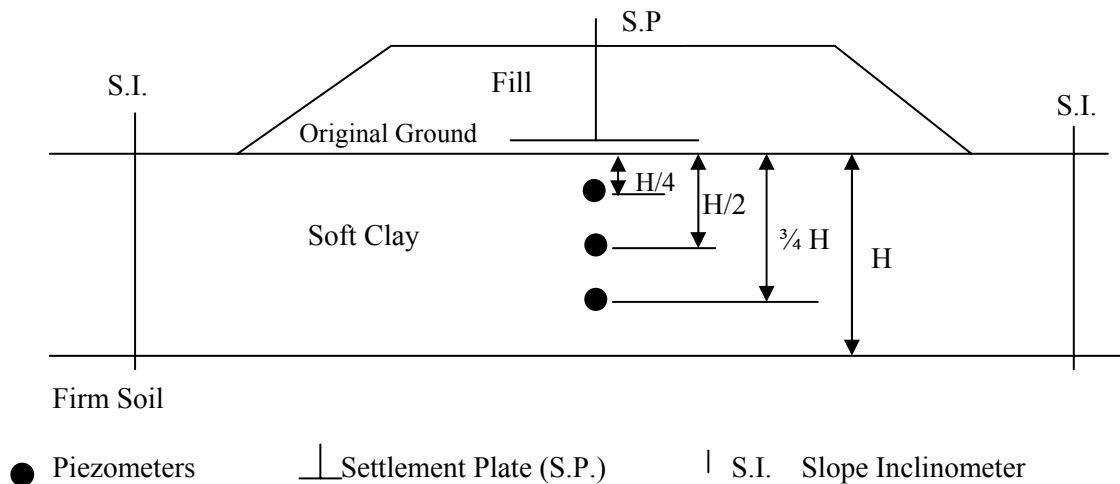 S.P
S.I.
Fill
S.I.
Original Ground
H/4
H/2
Soft Clay
¾ H
H
Firm Soil
Piezometers Settlement Plate (S.P.) S.I. Slope Inclinometer